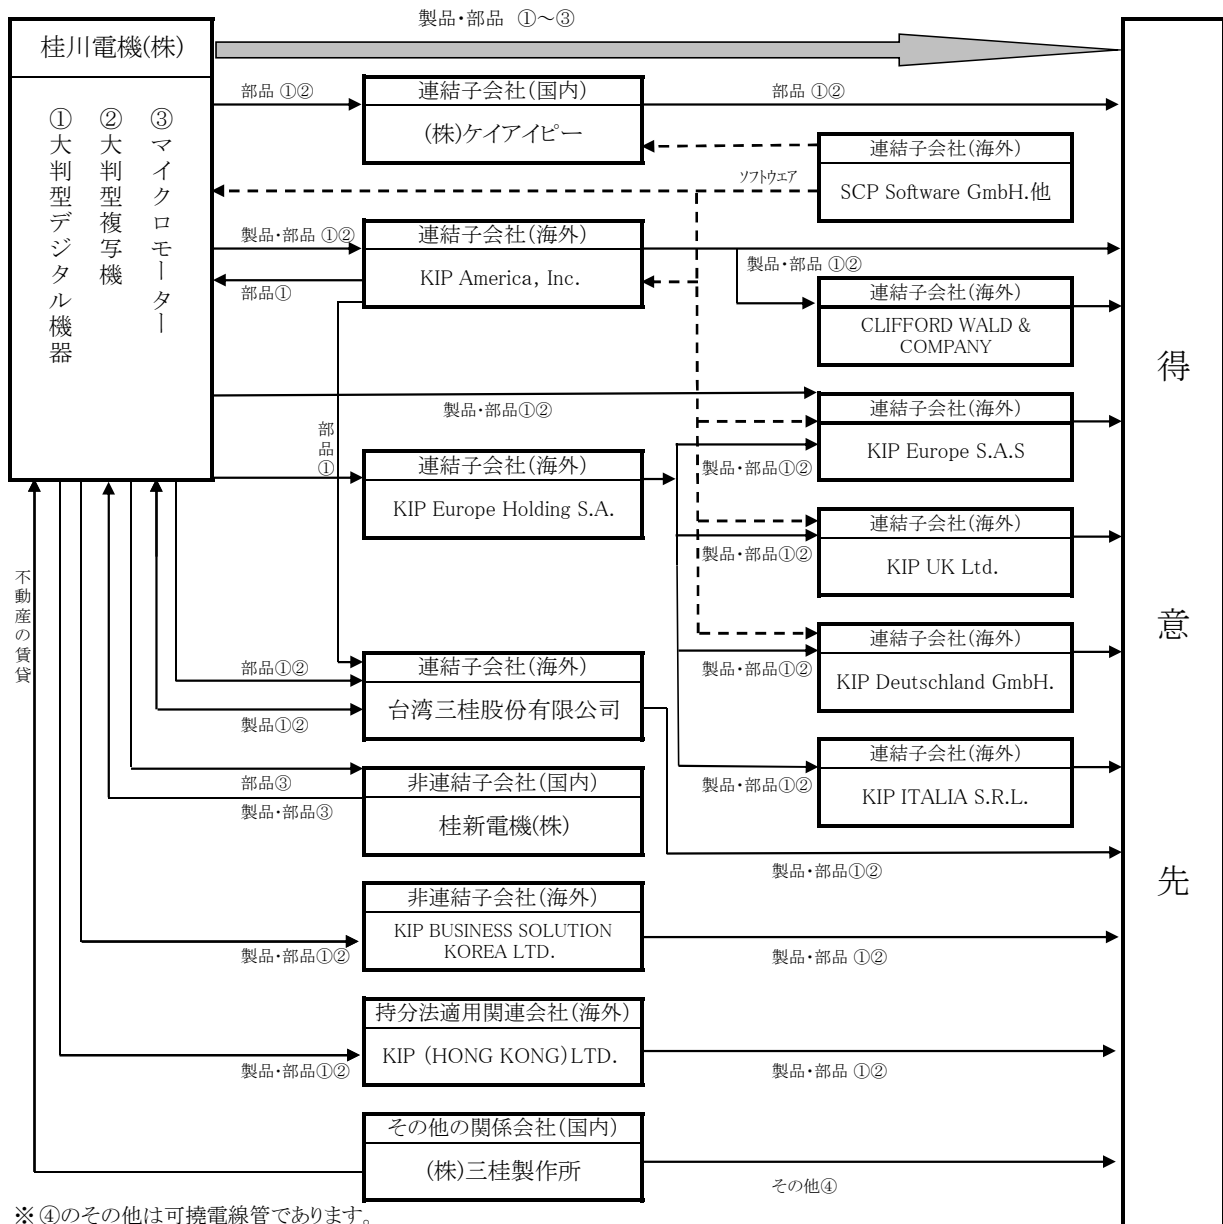 製品・部品 ①～③
桂川電機(株)
③マイクロモーター
②大判型複写機
①大判型デジタル機器
部品 ①②
連結子会社(国内)
(株)ケイアイピー
部品 ①②
連結子会社(海外)
SCP Software GmbH.他
ソフトウエア
製品・部品 ①②
部品①
連結子会社(海外)
KIP America, Inc.
製品・部品 ①②
連結子会社(海外)
CLIFFORD WALD &
COMPANY
得意先
製品・部品①②
連結子会社(海外)
KIP Europe S.A.S
部品①
連結子会社(海外)
KIP Europe Holding S.A.
製品・部品①②
連結子会社(海外)
KIP UK Ltd.
製品・部品①②
不動産の賃貸
連結子会社(海外)
KIP Deutschland GmbH.
製品・部品①②
部品①②
製品①②
連結子会社(海外)
台湾三桂股份有限公司
連結子会社(海外)
KIP ITALIA S.R.L.
製品・部品①②
部品③
製品・部品③
非連結子会社(国内)
桂新電機(株)
製品・部品①②
非連結子会社(海外)
KIP BUSINESS SOLUTION
KOREA LTD.
製品・部品①②
製品・部品 ①②
持分法適用関連会社(海外)
KIP (HONG KONG)LTD.
製品・部品①②
製品・部品 ①②
その他の関係会社(国内)
(株)三桂製作所
その他④
※④のその他は可撓電線管であります。